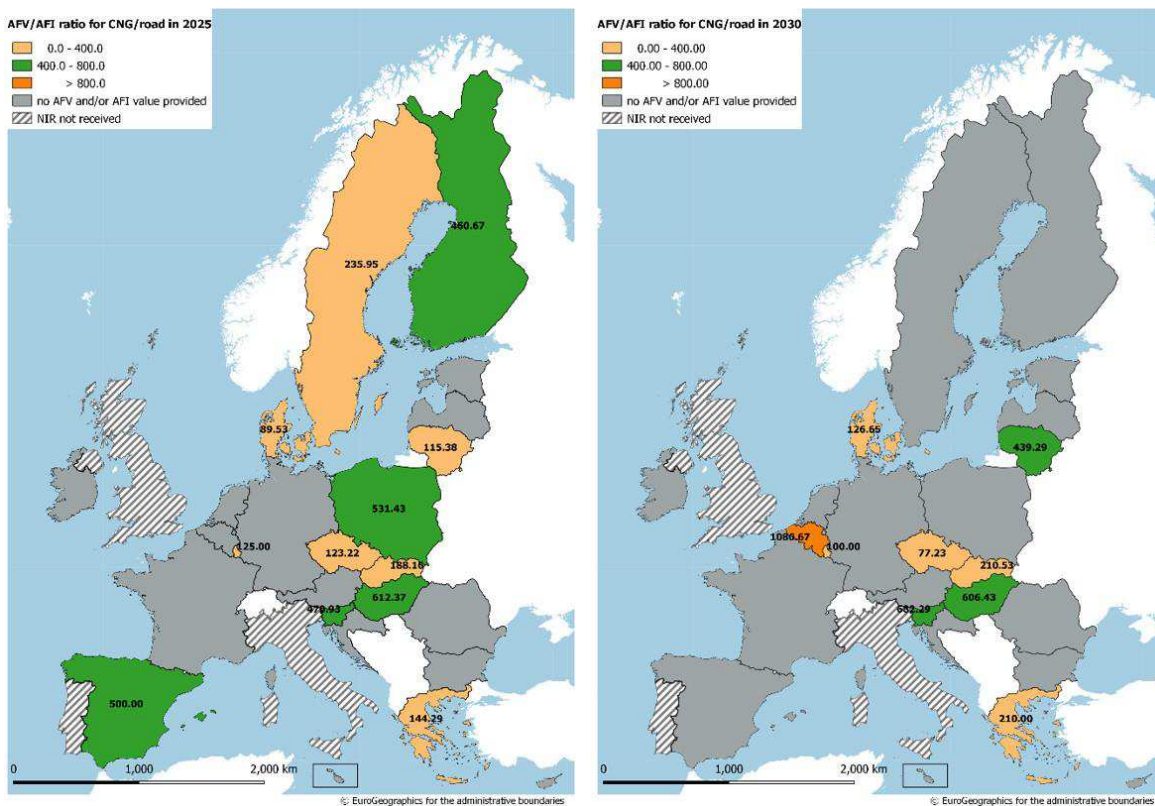 AFV/AFI ratio for CNG/road in 2025
0.0 - 400.0
400.0 - 800.0
> 800.0
no AFV and/or AFI value provided
NIR not received
460.67
235.95
89.53
115.38
531.43
125.00
123.22
188.16
612.37
479.93
500.00
144.29
0
1,000
2,000 km
© EuroGeographics for the administrative boundaries
AFV/AFI ratio for CNG/road in 2030
0.00 - 400.00
400.00 - 800.00
> 800.00
no AFV and/or AFI value provided
NIR not received
126.65
439.29
1086.67
100.00
77.23
210.53
606.43
682.29
210.00
0
1,000
2,000 km
© EuroGeographics for the administrative boundaries